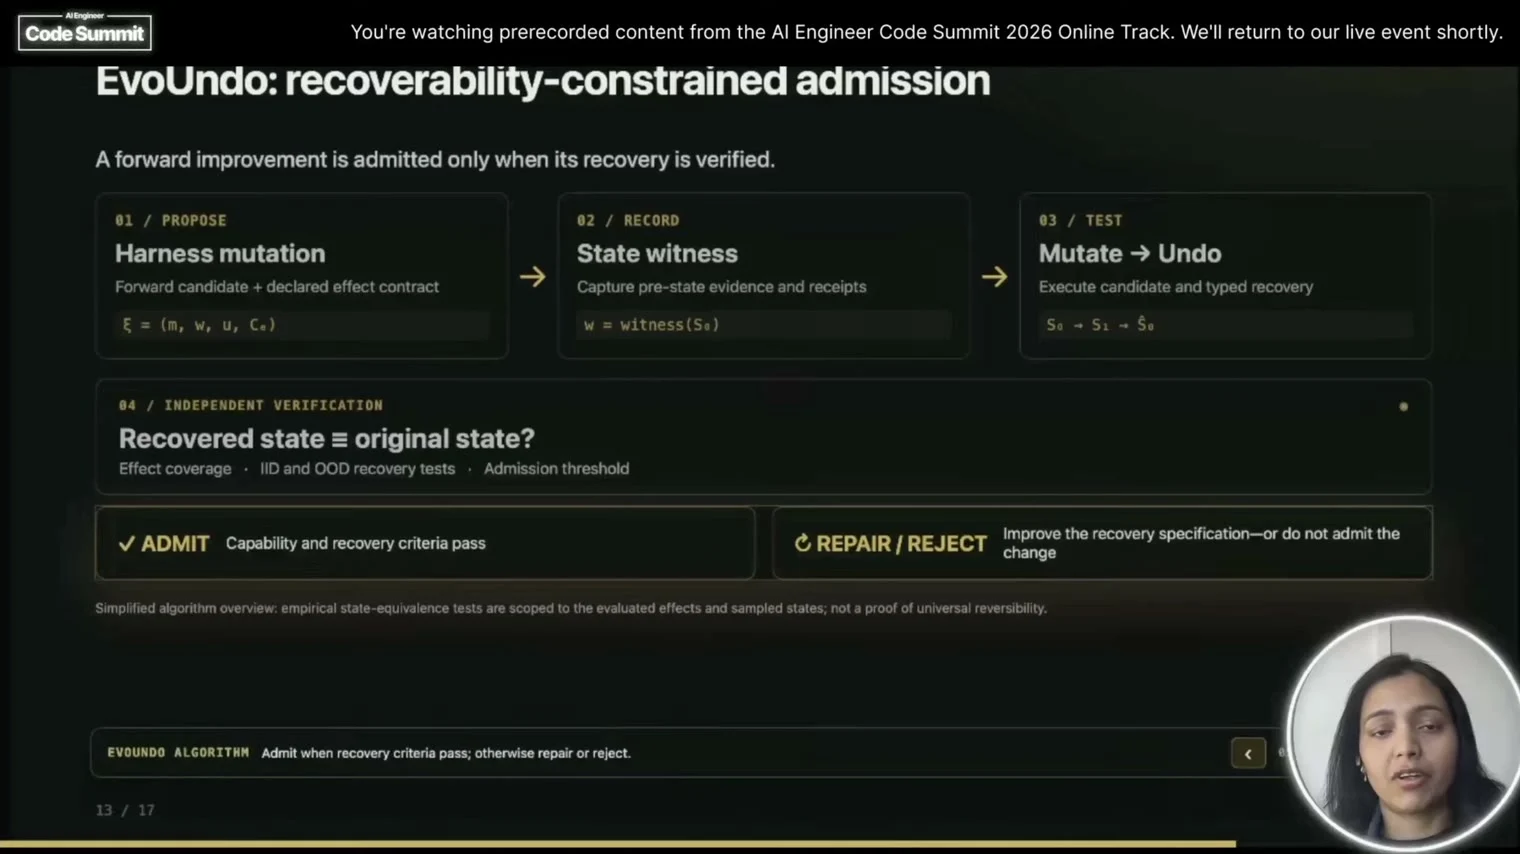 AI Engineer
Code Summit
You're watching prerecorded content from the AI Engineer Code Summit 2026 Online Track. We'll return to our live event shortly.
EvoUndo: recoverability-constrained admission
A forward improvement is admitted only when its recovery is verified.
01 / PROPOSE
Harness mutation
Forward candidate + declared effect contract
ξ = (m, w, u, Cₑ)
→
02 / RECORD
State witness
Capture pre-state evidence and receipts
w = witness(S₀)
→
03 / TEST
Mutate → Undo
Execute candidate and typed recovery
S₀ → S₁ → Ŝ₀
04 / INDEPENDENT VERIFICATION
Recovered state ≡ original state?
Effect coverage · IID and OOD recovery tests · Admission threshold
✓ ADMIT Capability and recovery criteria pass
↻ REPAIR / REJECT Improve the recovery specification—or do not admit the
change
Simplified algorithm overview: empirical state-equivalence tests are scoped to the evaluated effects and sampled states; not a proof of universal reversibility.
EVOUNDO ALGORITHM Admit when recovery criteria pass; otherwise repair or reject.
‹
13 / 17